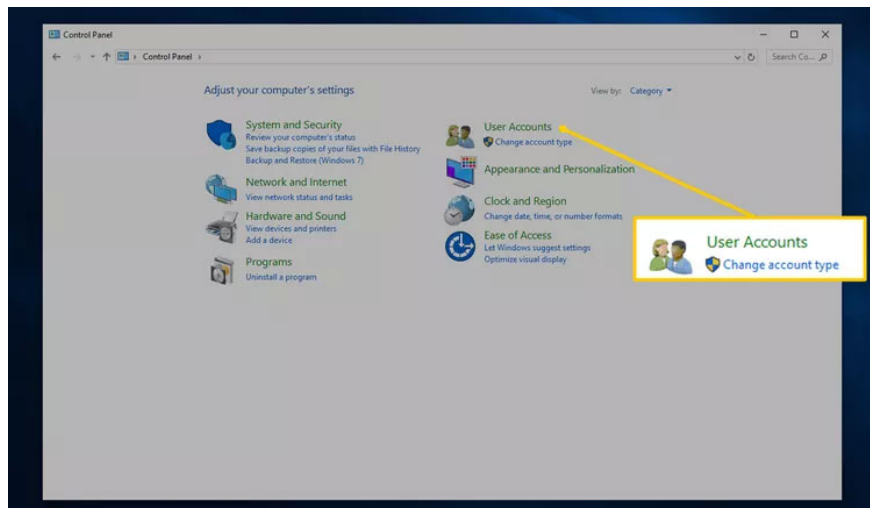 Control Panel
Control Panel
Search Co...
Adjust your computer's settings
View by: Category
System and Security
Review your computer's status
Save backup copies of your files with File History
Backup and Restore (Windows 7)
Network and Internet
View network status and tasks
Hardware and Sound
View devices and printers
Add a device
Programs
Uninstall a program
User Accounts
Change account type
Appearance and Personalization
Clock and Region
Change date, time, or number formats
Ease of Access
Let Windows suggest settings
Optimize visual display
User Accounts
Change account type